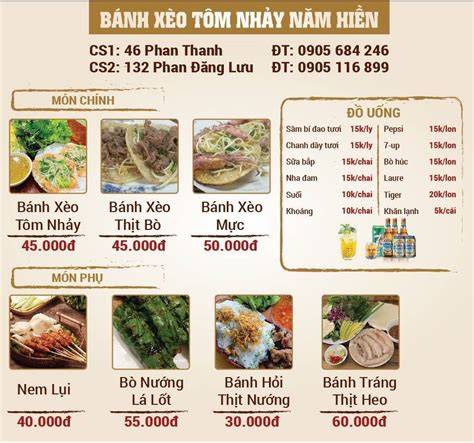 BÁNH XÈO TÔM NHẢY NĂM HIỀN
CS1: 46 Phan Thanh ĐT: 0905 684 246
CS2: 132 Phan Đăng Lưu ĐT: 0905 116 899
MÓN CHÍNH
Bánh Xèo
Tôm Nhảy
45.000đ
Bánh Xèo
Thịt Bò
45.000đ
Bánh Xèo
Mực
50.000đ
ĐỒ UỐNG
Sâm bí đao tươi 15k/ly
Chanh dây tươi 15k/ly
Sữa bắp 15k/chai
Nha đam 15k/chai
Suối 10k/chai
Khoáng 10k/chai
Pepsi 15k/lon
7-up 15k/lon
Bò húc 15k/lon
Laure 15k/lon
Tiger 20k/lon
Khăn lạnh 5k/cái
MÓN PHỤ
Nem Lụi
40.000đ
Bò Nướng
Lá Lốt
55.000đ
Bánh Hỏi
Thịt Nướng
30.000đ
Bánh Tráng
Thịt Heo
60.000đ